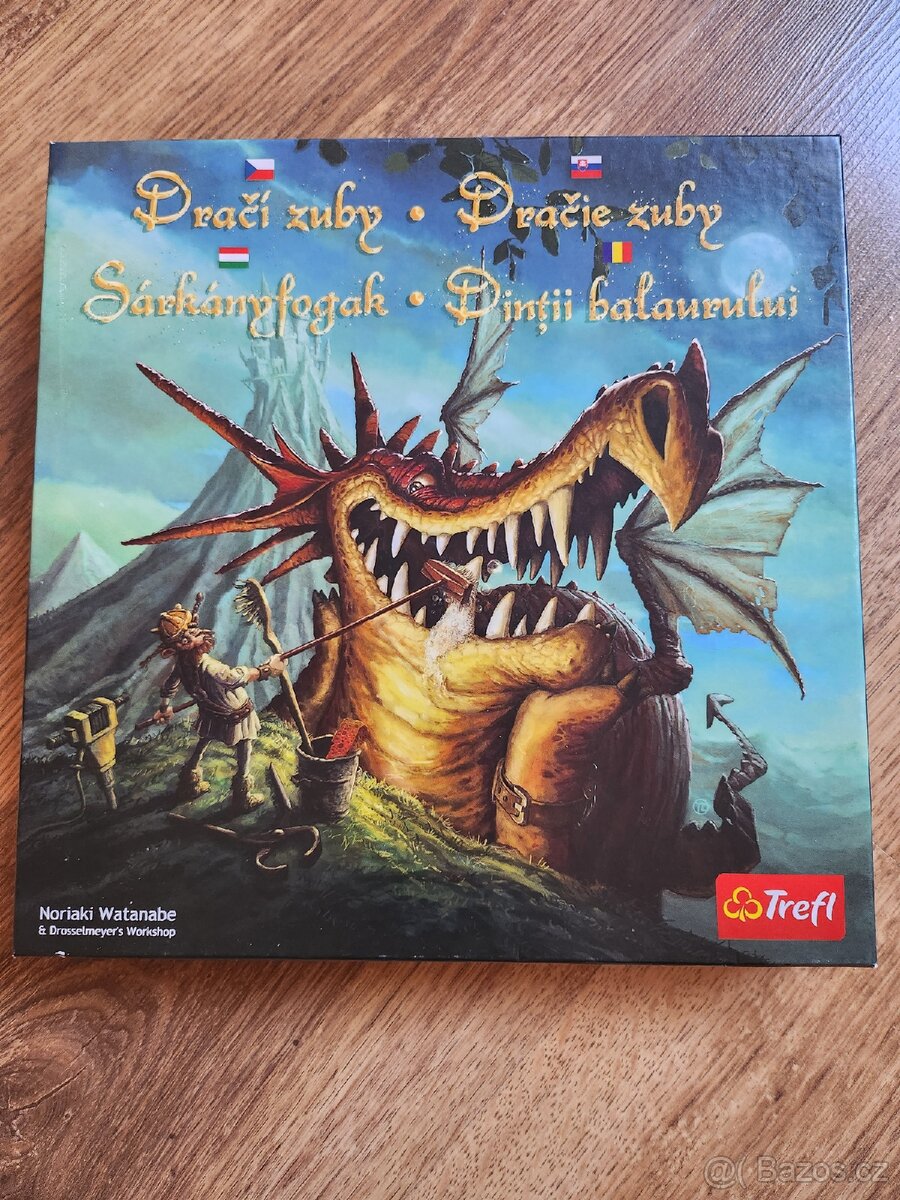 Dračí zuby • Dračie zuby
Sárkányfogak • Dinții balaurului
Noriaki Watanabe
& Drosselmeyer's Workshop
Trefl
@( Bazos.cz